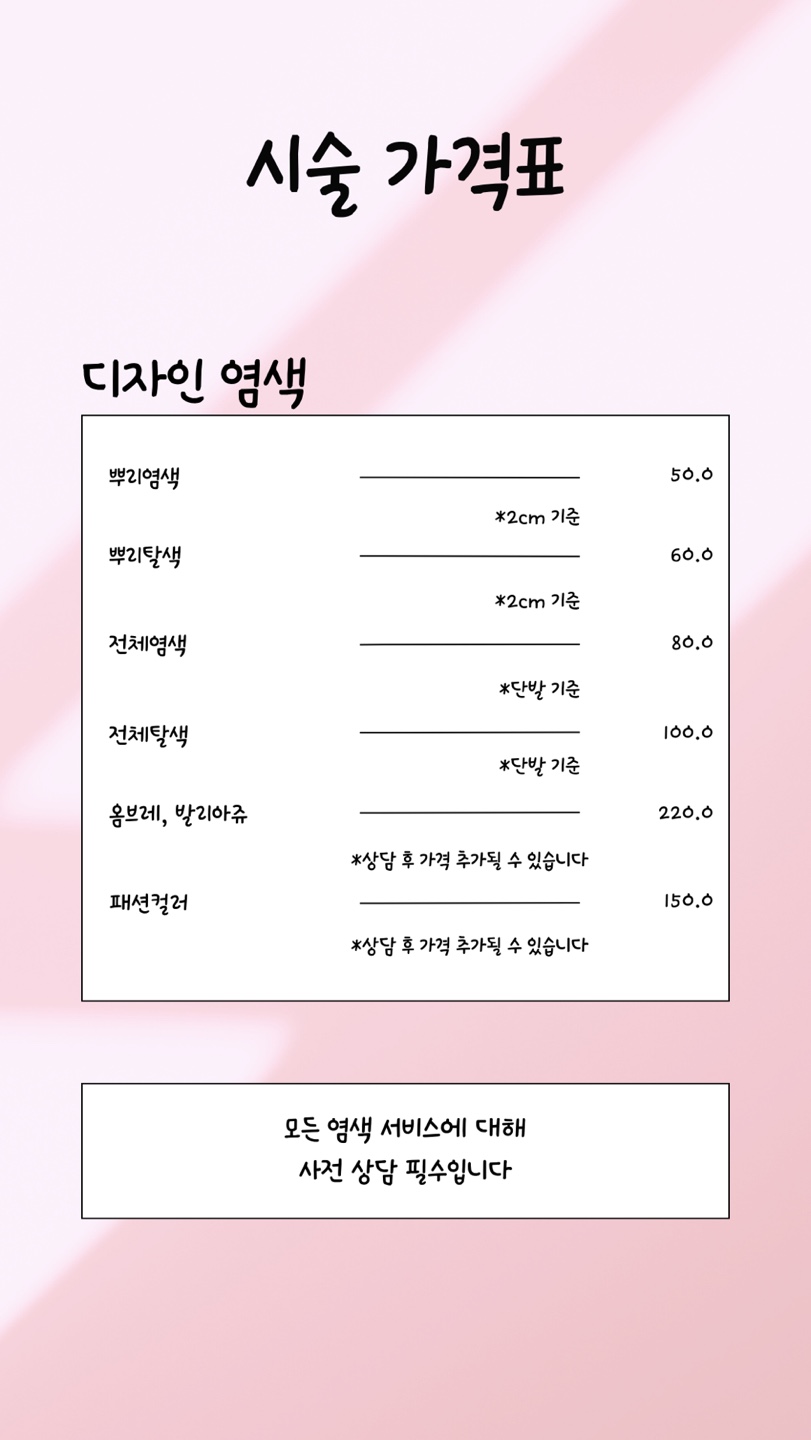 시술 가격표
디자인 염색
뿌리염색 50.0
*2cm 기준
뿌리탈색 60.0
*2cm 기준
전체염색 80.0
*단발 기준
전체탈색 100.0
*단발 기준
옴브레, 발리아쥬 220.0
*상담 후 가격 추가될 수 있습니다
패션컬러 150.0
*상담 후 가격 추가될 수 있습니다
모든 염색 서비스에 대해
사전 상담 필수입니다